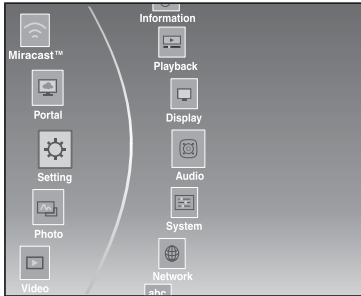 Information
Miracast™
Playback
Portal
Display
Setting
Audio
Photo
System
Video
Network
abc